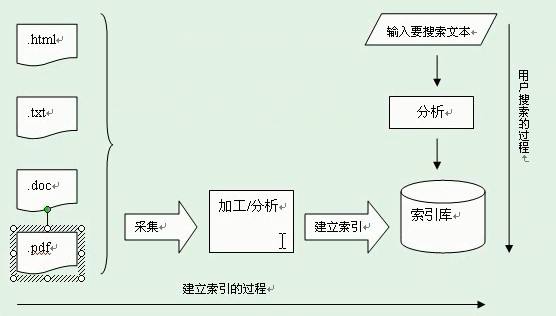 .html
.txt
.doc
.pdf
采集
加工/分析
建立索引
索引库
输入要搜索文本
分析
用户搜索的过程
建立索引的过程